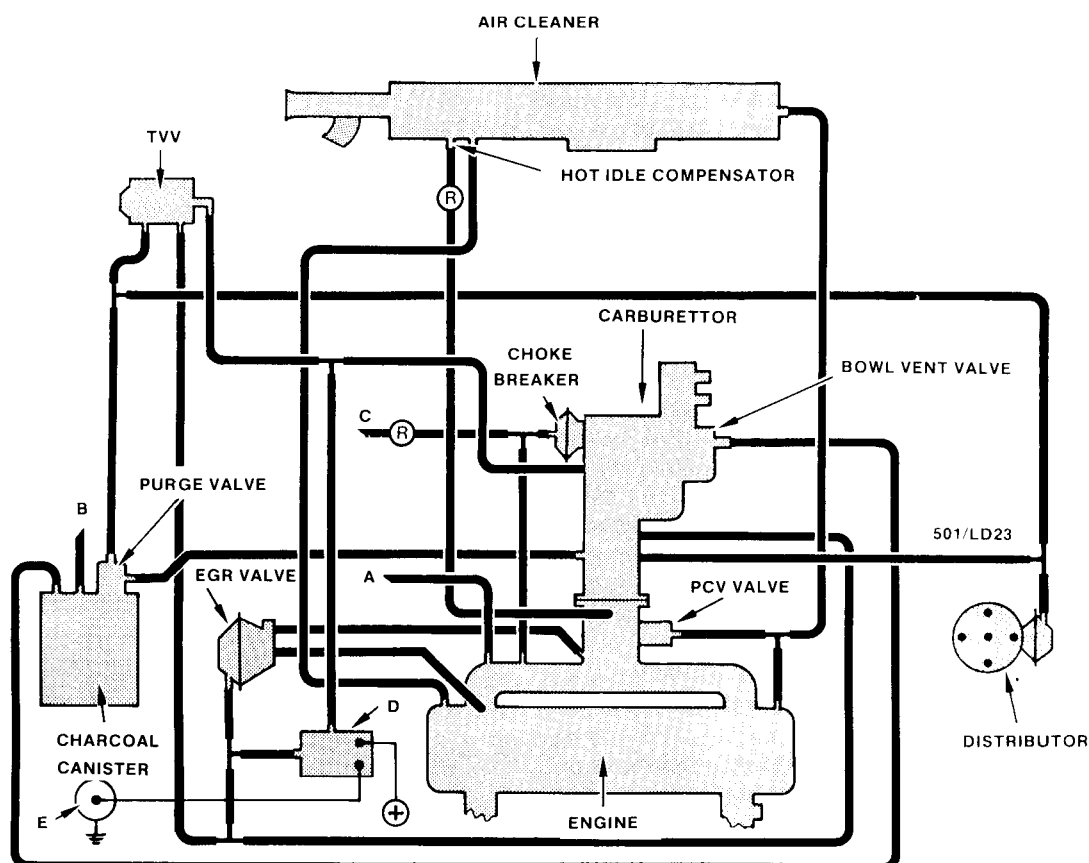 AIR CLEANER
TVV
HOT IDLE COMPENSATOR
R
CARBURETTOR
CHOKE
BREAKER
BOWL VENT VALVE
C
R
PURGE VALVE
B
501/LD23
EGR VALVE
A
PCV VALVE
D
CHARCOAL
CANISTER
DISTRIBUTOR
E
+
ENGINE